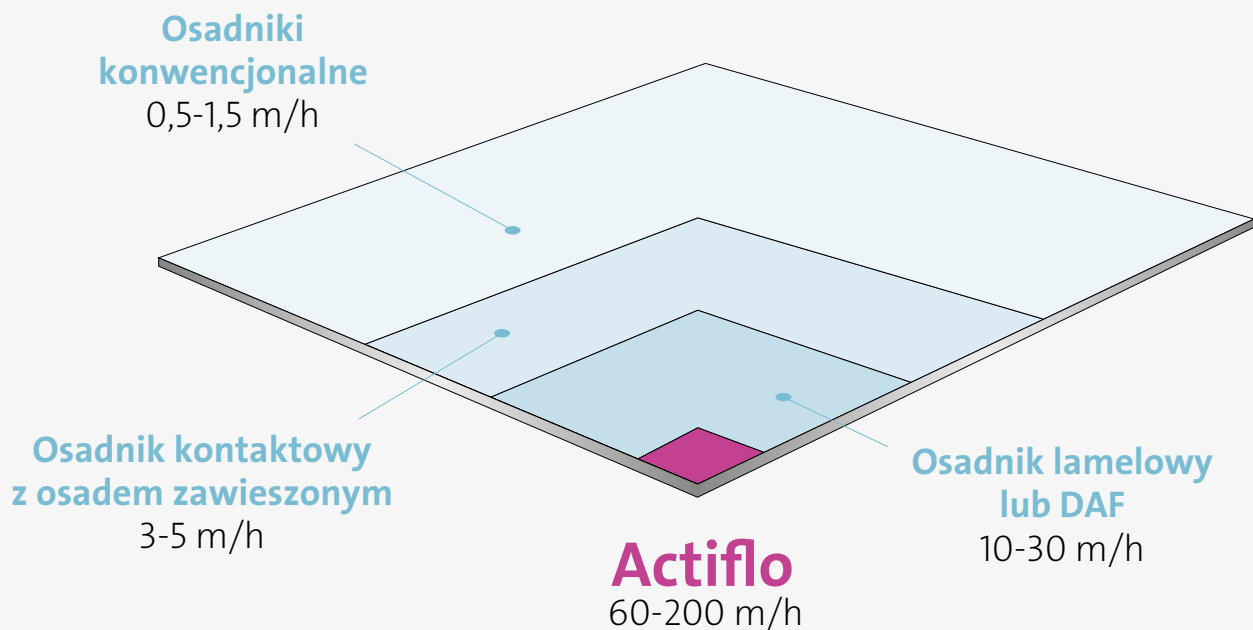 Osadniki
konwencjonalne
0,5-1,5 m/h
Osadnik kontaktowy
z osadem zawieszonym
3-5 m/h
Osadnik lamelowy
lub DAF
10-30 m/h
Actiflo
60-200 m/h